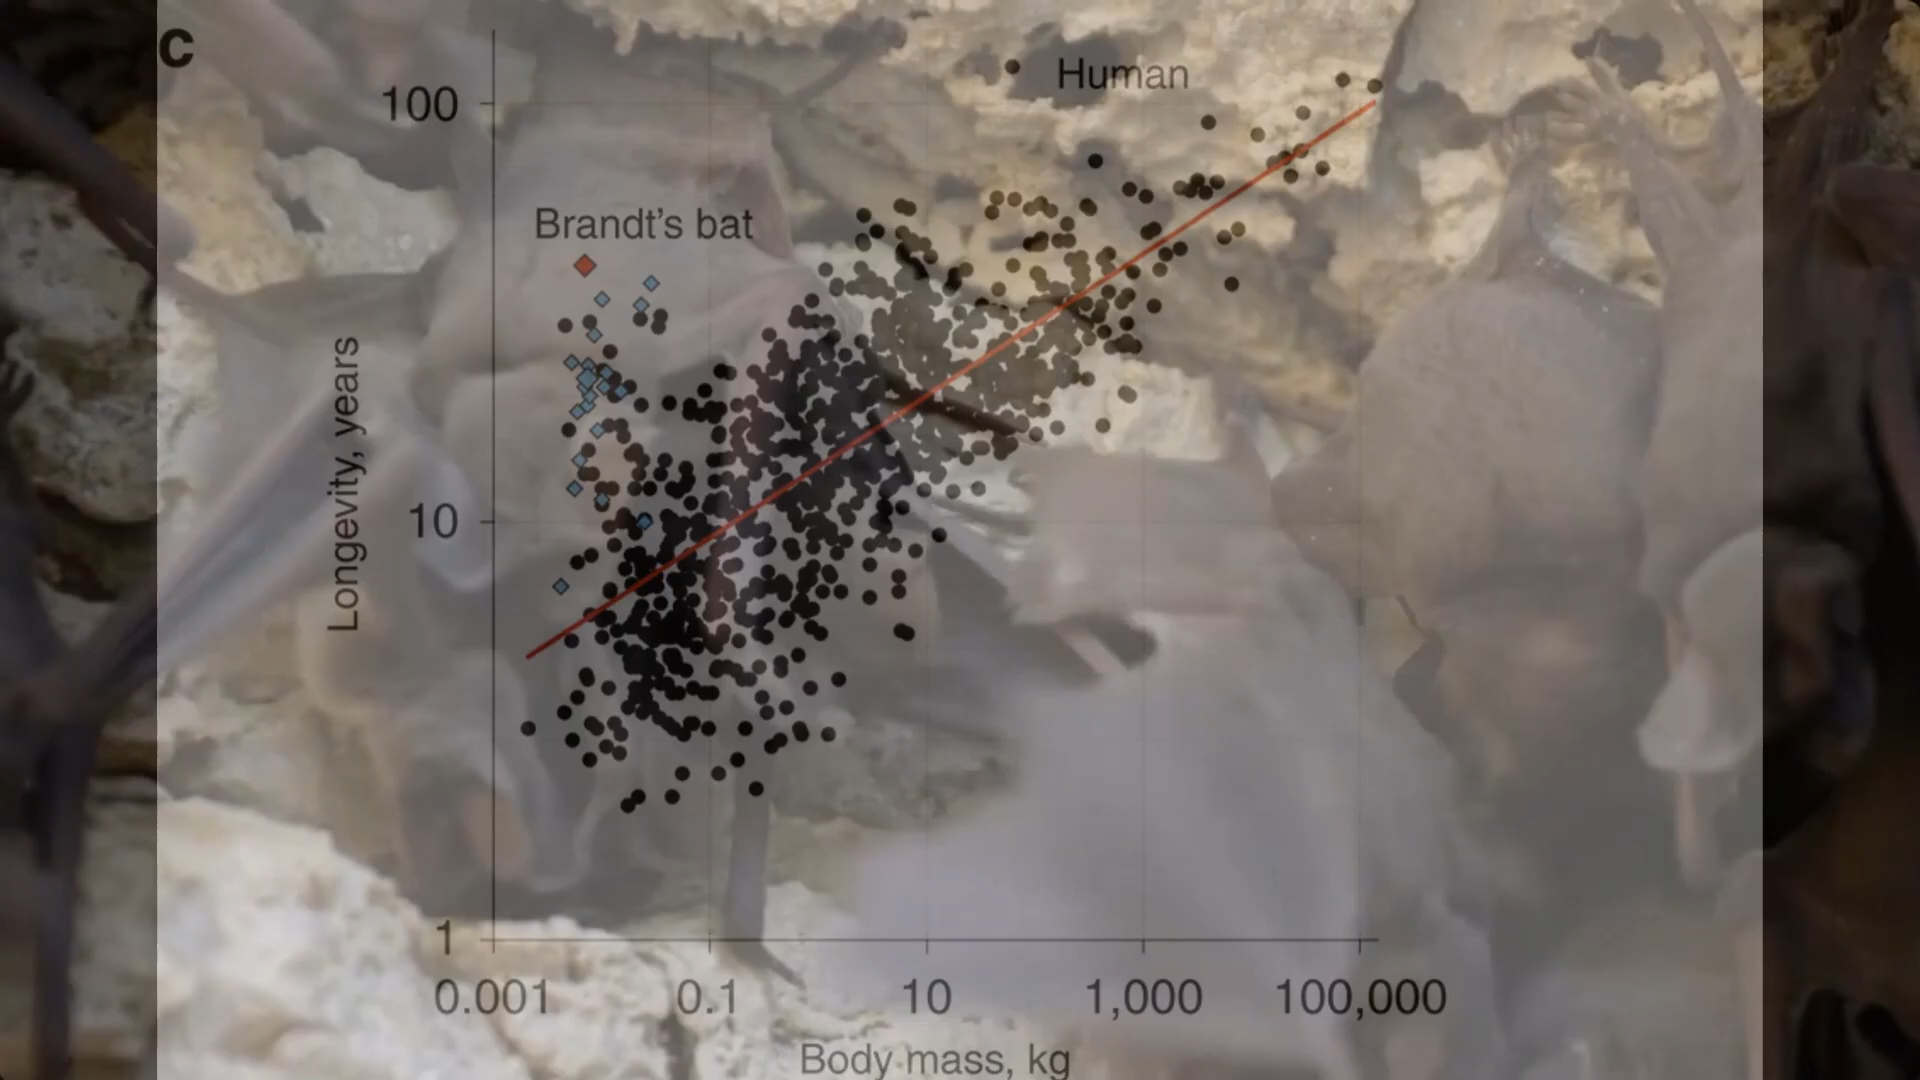 c
Human
100
Brandt’s bat
Longevity, years
10
1
0.001 0.1 10 1,000 100,000
Body mass, kg